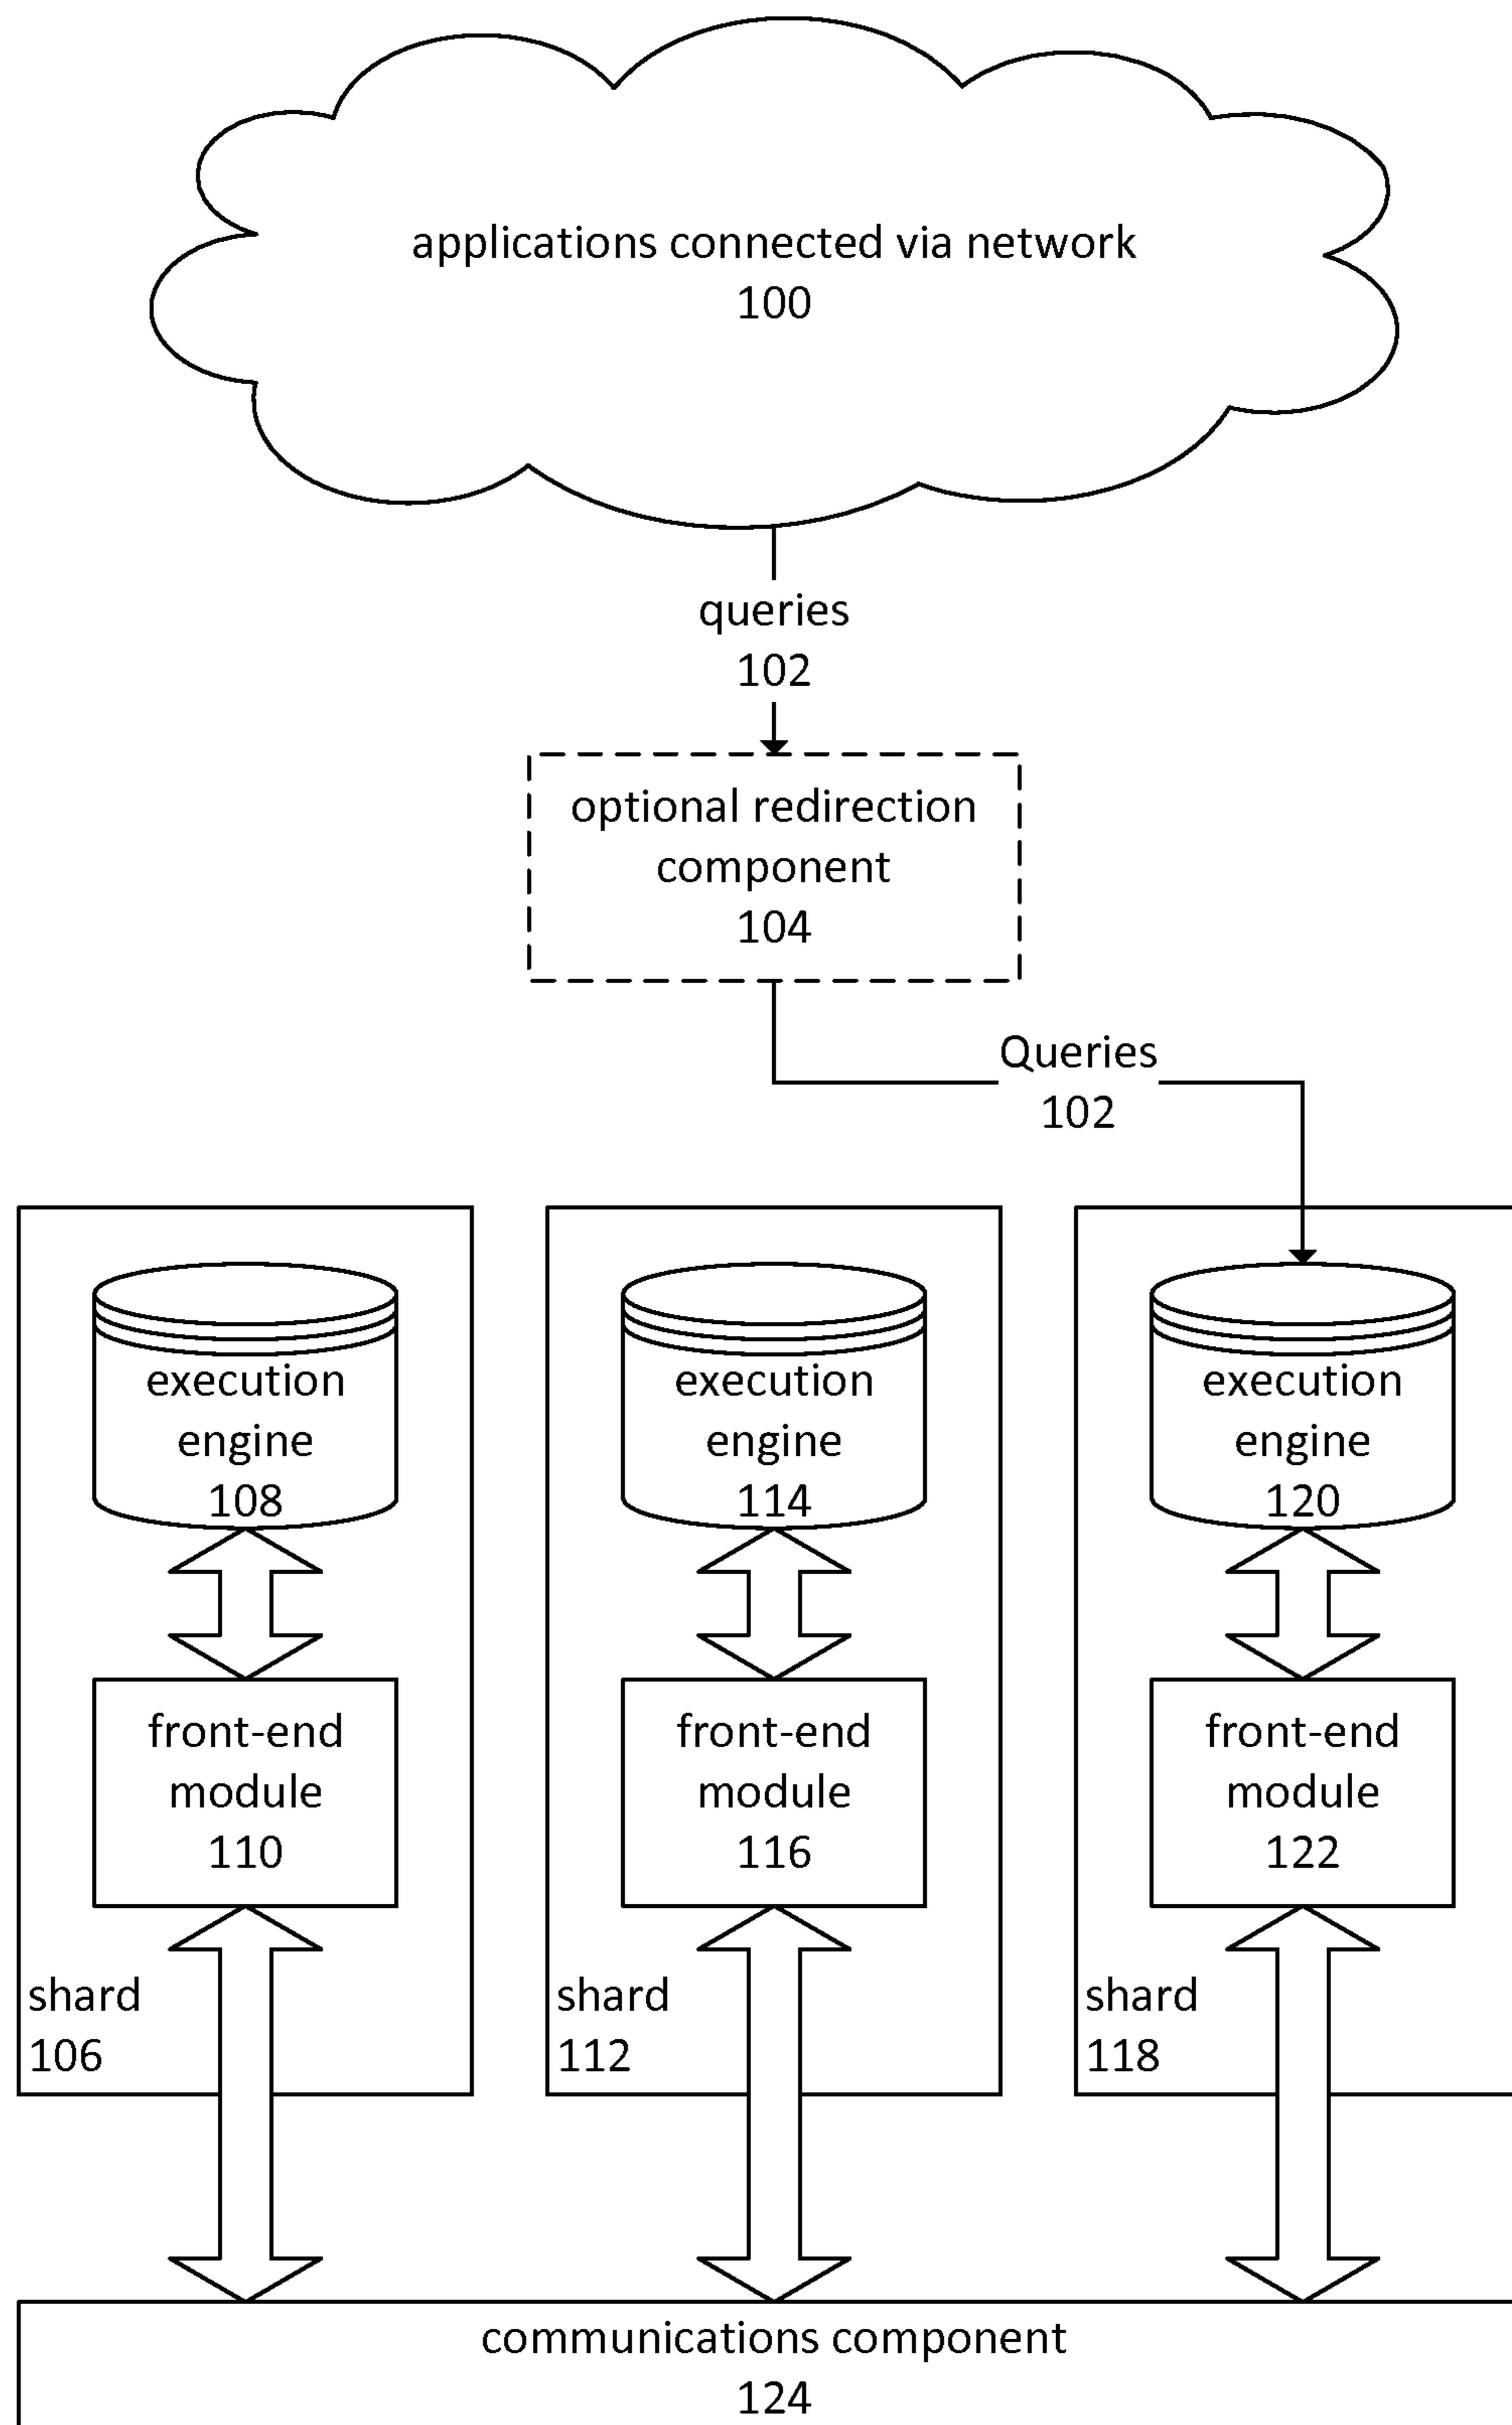 applications connected via network
100
queries
102
optional redirection
component
104
Queries
102
execution
engine
108
front-end
module
110
shard
106
execution
engine
114
front-end
module
116
shard
112
execution
engine
120
front-end
module
122
shard
118
communications component
124